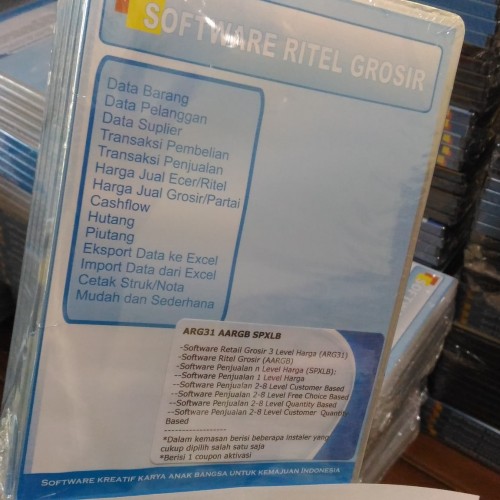 SOFTWARE RITEL GROSIR
Data Barang
Data Pelanggan
Data Suplier
Transaksi Pembelian
Transaksi Penjualan
Harga Jual Ecer/Ritel
Harga Jual Grosir/Partai
Cashflow
Hutang
Piutang
Eksport Data ke Excel
Import Data dari Excel
Cetak Struk/Nota
Mudah dan Sederhana
ARG31 AARGB SPXLB
-Software Retail Grosir 3 Level Harga (ARG31)
-Software Ritel Grosir (AARGB)
-Software Penjualan n Level Harga (SPXLB):
--Software Penjualan 1 Level Harga
--Software Penjualan 2-8 Level Customer Based
--Software Penjualan 2-8 Level Free Choice Based
--Software Penjualan 2-8 Level Quantity Based
--Software Penjualan 2-8 Level Customer Quantity
Based
------------------
*Dalam kemasan berisi beberapa instaler yang
cukup dipilih salah satu saja
*Berisi 1 coupon aktivasi
SOFTWARE KREATIF KARYA ANAK BANGSA UNTUK KEMAJUAN INDONESIA